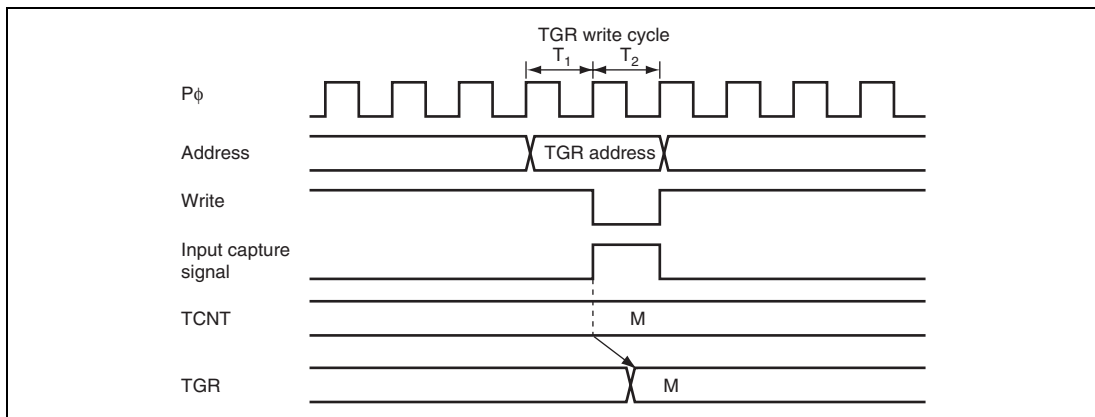 TGR write cycle
T₁ T₂
Pϕ
Address
TGR address
Write
Input capture
signal
TCNT
M
TGR
M